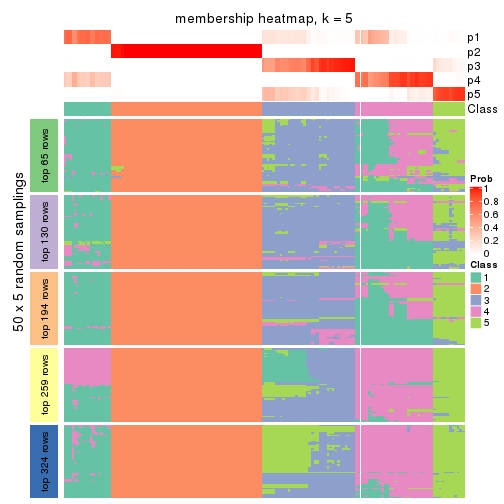 membership heatmap, k = 5
p1
p2
p3
p4
p5
Class
50 x 5 random samplings
top 65 rows
top 130 rows
top 194 rows
top 259 rows
top 324 rows
Prob
1
0.8
0.6
0.4
0.2
0
Class
1
2
3
4
5